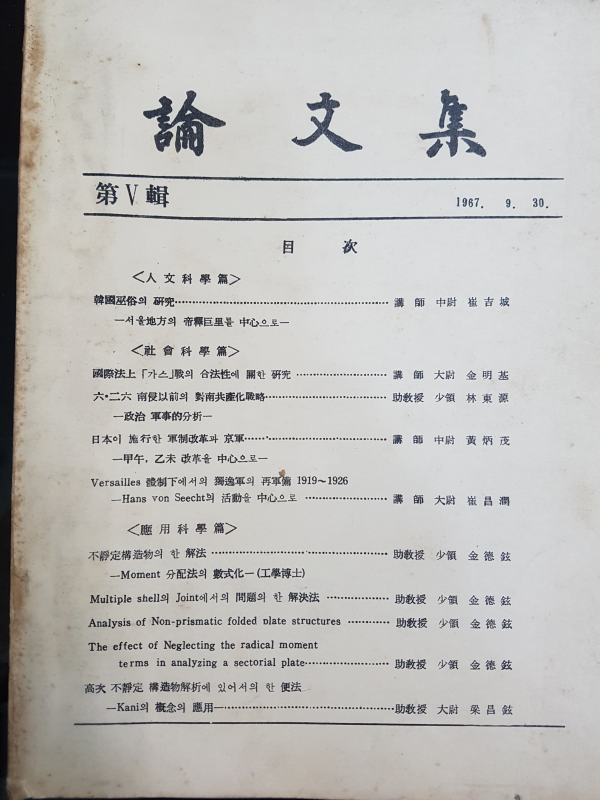 論文集
第Ⅴ輯 1967. 9. 30.
目次
＜人文科學篇＞
韓國巫俗의 硏究 講師 中尉 崔吉城
—서울地方의 帝釋巨里를 中心으로—
＜社會科學篇＞
國際法上「가스」戰의 合法性에 關한 硏究 講師 大尉 金明基
六·二六 南侵以前의 對南共產化戰略 助敎授 少領 林東源
—政治 軍事的分析—
日本이 施行한 軍制改革과 京軍 講師 中尉 黃炳茂
—甲午, 乙未 改革을 中心으로—
Versailles 體制下에서의 獨逸軍의 再軍備 1919～1926
—Hans von Seecht의 活動을 中心으로 講師 大尉 崔昌潤
＜應用科學篇＞
不靜定構造物의 한 解法 助敎授 少領 金德鉉
—Moment 分配法의 數式化—(工學博士)
Multiple shell의 Joint에서의 問題의 한 解決法 助敎授 少領 金德鉉
Analysis of Non-prismatic folded plate structures 助敎授 少領 金德鉉
The effect of Neglecting the radical moment
terms in analyzing a sectorial plate 助敎授 少領 金德鉉
高次 不靜定 構造物解析에 있어서의 한 便法
—Kani의 槪念의 應用— 助敎授 大尉 梁昌鉉